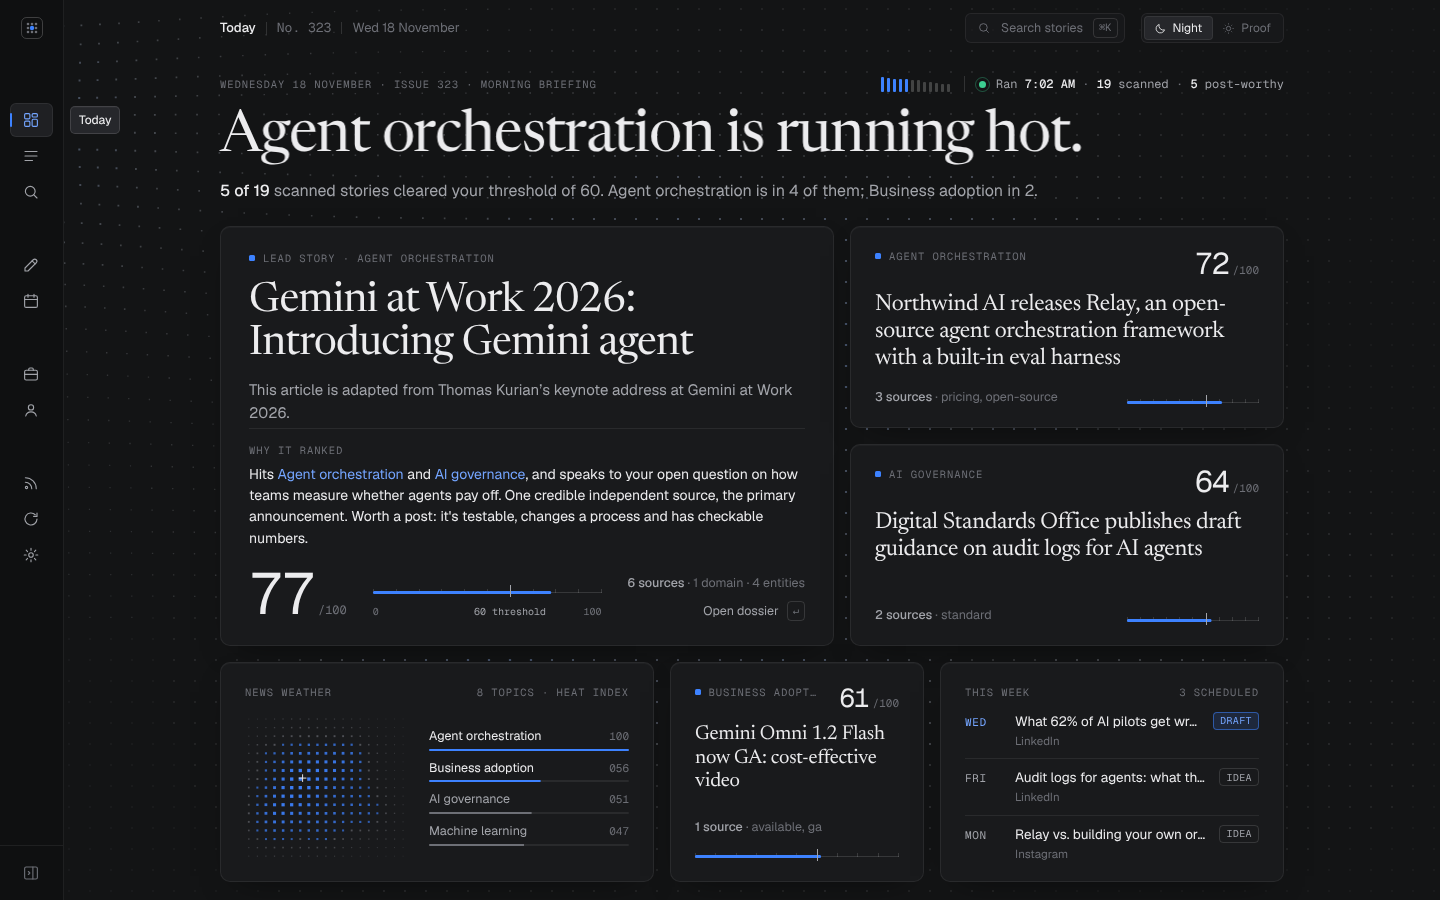 Today
No. 323
Wed 18 November
Search stories
⌘K
Night
Proof
Today
WEDNESDAY 18 NOVEMBER · ISSUE 323 · MORNING BRIEFING
Ran 7:02 AM · 19 scanned · 5 post-worthy
Agent orchestration is running hot.
5 of 19 scanned stories cleared your threshold of 60. Agent orchestration is in 4 of them; Business adoption in 2.
LEAD STORY · AGENT ORCHESTRATION
Gemini at Work 2026:
Introducing Gemini agent
This article is adapted from Thomas Kurian’s keynote address at Gemini at Work
2026.
WHY IT RANKED
Hits Agent orchestration and AI governance, and speaks to your open question on how
teams measure whether agents pay off. One credible independent source, the primary
announcement. Worth a post: it's testable, changes a process and has checkable
numbers.
77 /100
0
60 threshold
100
6 sources · 1 domain · 4 entities
Open dossier ↵
AGENT ORCHESTRATION
72 /100
Northwind AI releases Relay, an open-
source agent orchestration framework
with a built-in eval harness
3 sources · pricing, open-source
AI GOVERNANCE
64 /100
Digital Standards Office publishes draft
guidance on audit logs for AI agents
2 sources · standard
NEWS WEATHER
8 TOPICS · HEAT INDEX
Agent orchestration 100
Business adoption 056
AI governance 051
Machine learning 047
BUSINESS ADOPT…
61 /100
Gemini Omni 1.2 Flash
now GA: cost-effective
video
1 source · available, ga
THIS WEEK
3 SCHEDULED
WED What 62% of AI pilots get wr… DRAFT
LinkedIn
FRI Audit logs for agents: what th… IDEA
LinkedIn
MON Relay vs. building your own or… IDEA
Instagram